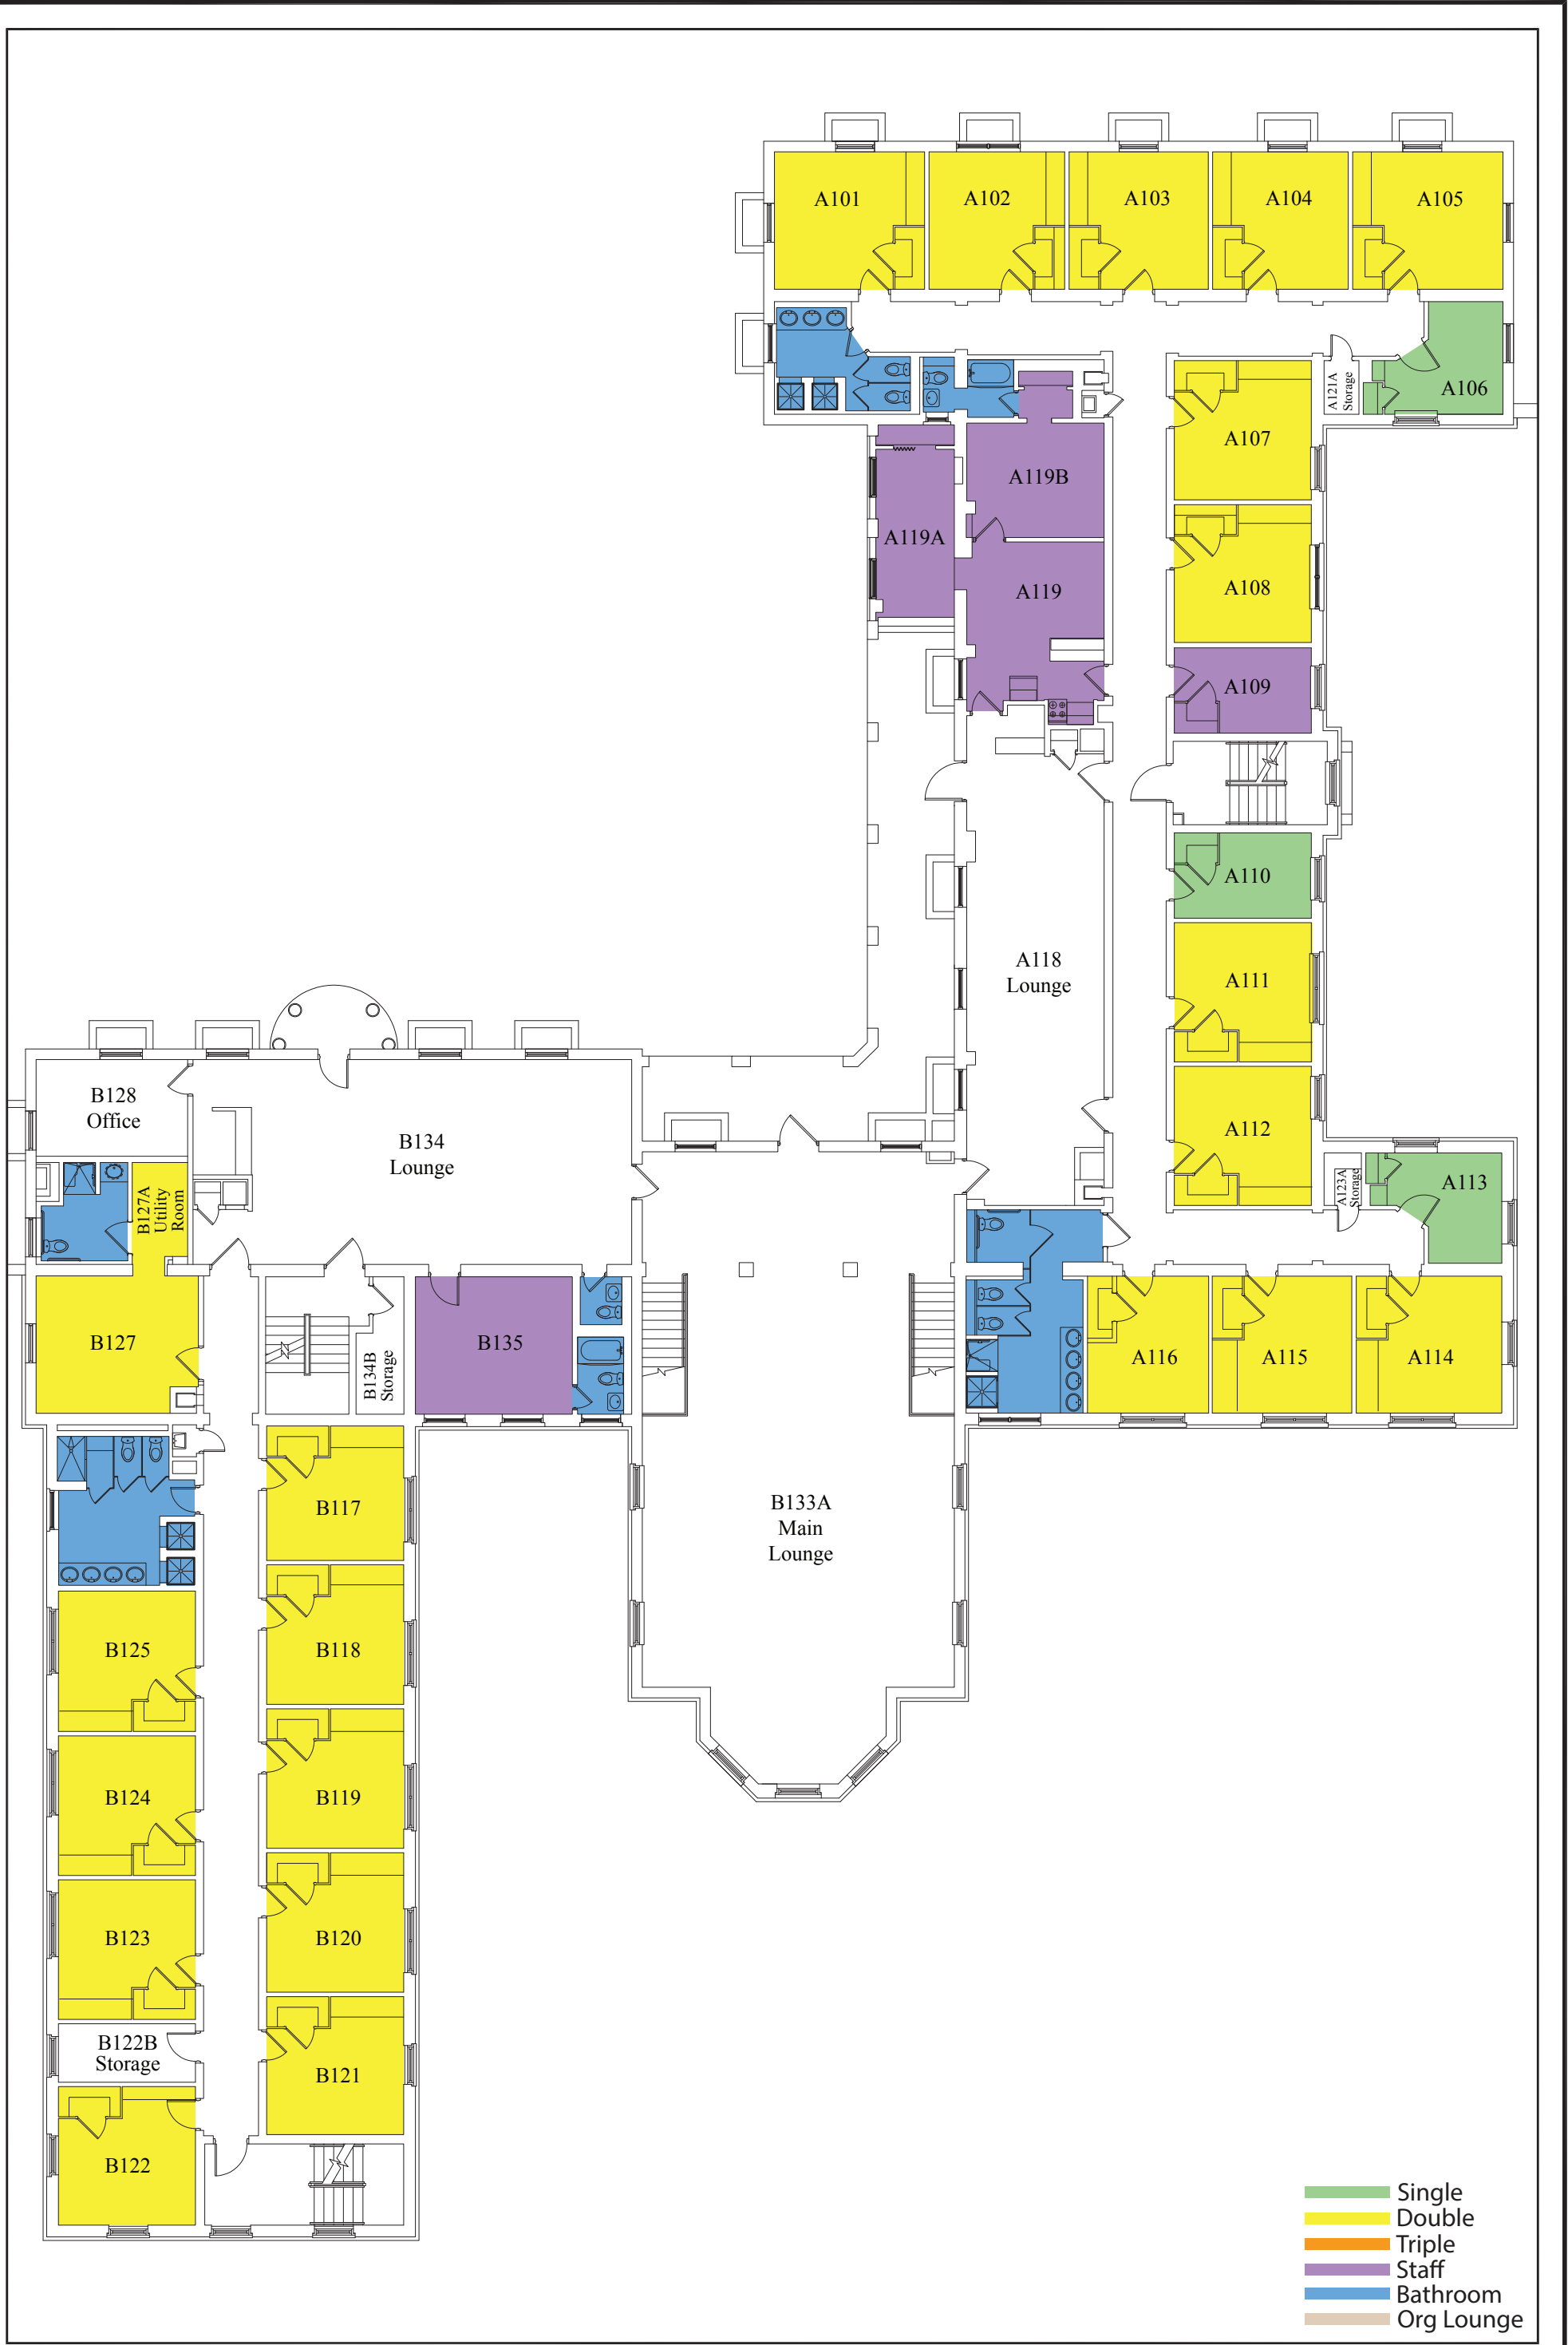 A101
A102
A103
A104
A105
A106
A121A
Storage
A107
A119B
A119A
A108
A119
A109
A110
A118
Lounge
A111
B128
Office
A112
B134
Lounge
A113
A123A
Storage
B127A
Utility
Room
B127
B135
B134B
Storage
A116
A115
A114
B117
B133A
Main
Lounge
B125
B118
B124
B119
B123
B120
B122B
Storage
B121
B122
Single
Double
Triple
Staff
Bathroom
Org Lounge